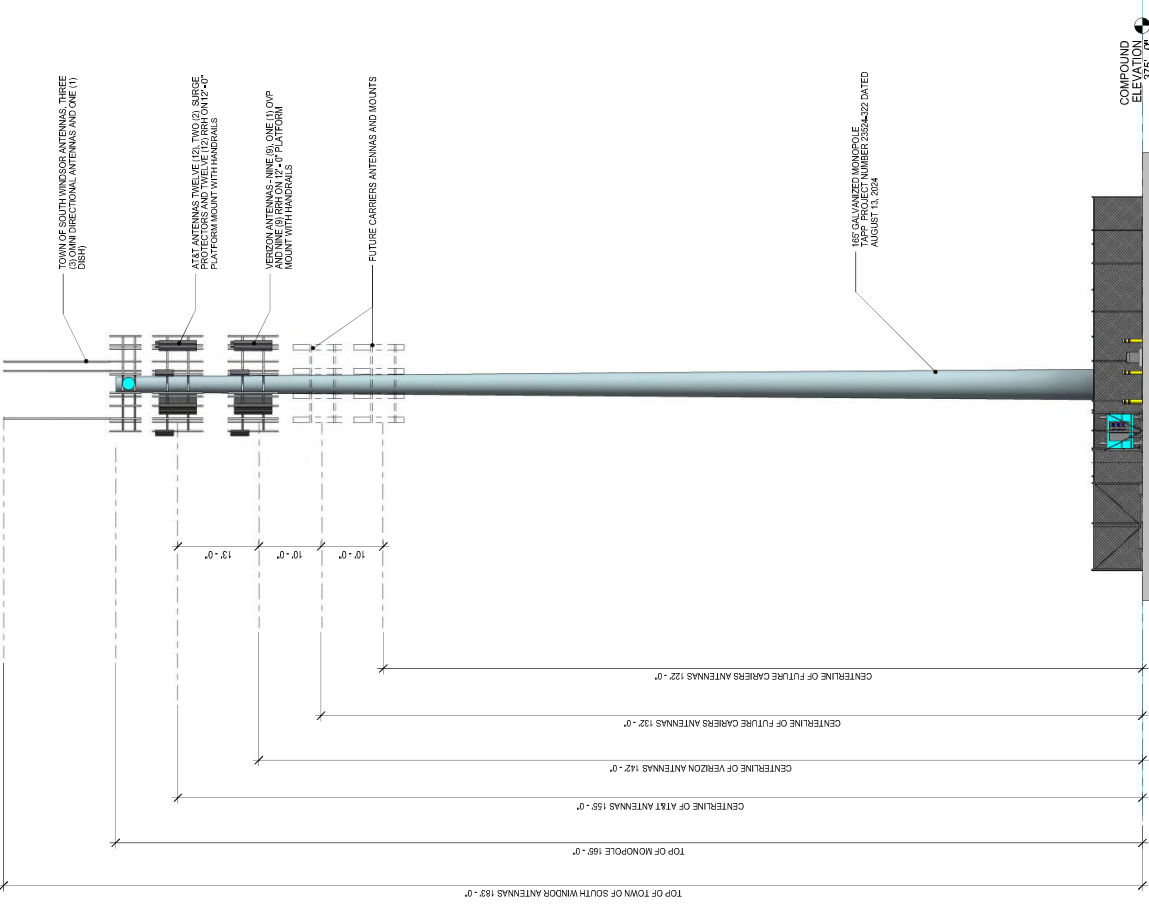 TOWN OF SOUTH WINDSOR ANTENNAS, THREE
(3) OMNI DIRECTIONAL ANTENNAS AND ONE (1)
DISH)
AT&T ANTENNAS TWELVE (12), TWO (2) SURGE
PROTECTORS AND TWELVE (12) RRH ON 12'-0"
PLATFORM MOUNT WITH HANDRAILS
VERIZON ANTENNAS - NINE (9), ONE (1) OVP
AND NINE (9) RRH ON 12'- 0" PLATFORM
MOUNT WITH HANDRAILS
FUTURE CARRIERS ANTENNAS AND MOUNTS
165' GALVANIZED MONOPOLE
TAPP PROJECT NUMBER 23524-322 DATED
AUGUST 13, 2024
COMPOUND
ELEVATION
13' - 0"
10' - 0"
10' - 0"
CENTERLINE OF FUTURE CARIERS ANTENNAS 122' - 0"
CENTERLINE OF FUTURE CARIERS ANTENNAS 132' - 0"
CENTERLINE OF VERIZON ANTENNAS 142' - 0"
CENTERLINE OF AT&T ANTENNAS 155' - 0"
TOP OF MONOPOLE 165' - 0"
TOP OF TOWN OF SOUTH WINDOR ANTENNAS 183' - 0"